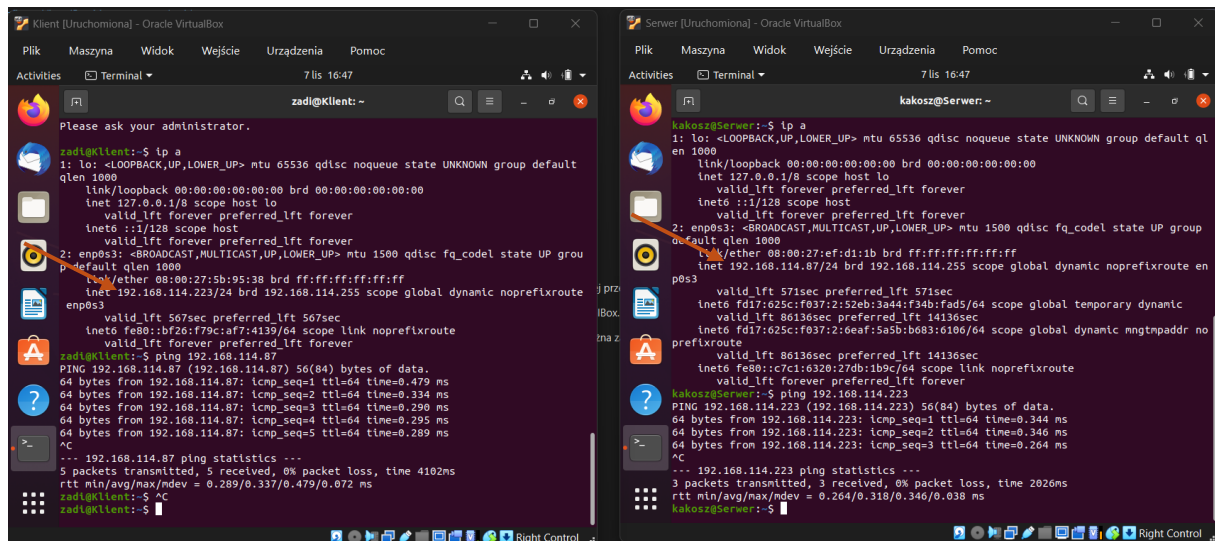 Klient [Uruchomiona] - Oracle VirtualBox
Plik Maszyna Widok Wejście Urządzenia Pomoc
Activities Terminal 7 lis 16:47
zadi@Klient: ~
Please ask your administrator.
zadi@Klient:~$ ip a
1: lo: <LOOPBACK,UP,LOWER_UP> mtu 65536 qdisc noqueue state UNKNOWN group default
qlen 1000
link/loopback 00:00:00:00:00:00 brd 00:00:00:00:00:00
inet 127.0.0.1/8 scope host lo
valid_lft forever preferred_lft forever
inet6 ::1/128 scope host
valid_lft forever preferred_lft forever
2: enp0s3: <BROADCAST,MULTICAST,UP,LOWER_UP> mtu 1500 qdisc fq_codel state UP grou
p default qlen 1000
link/ether 08:00:27:5b:95:38 brd ff:ff:ff:ff:ff:ff
inet 192.168.114.223/24 brd 192.168.114.255 scope global dynamic noprefixroute
enp0s3
valid_lft 567sec preferred_lft 567sec
inet6 fe80::bf26:f79c:af7:4139/64 scope link noprefixroute
valid_lft forever preferred_lft forever
zadi@Klient:~$ ping 192.168.114.87
PING 192.168.114.87 (192.168.114.87) 56(84) bytes of data.
64 bytes from 192.168.114.87: icmp_seq=1 ttl=64 time=0.479 ms
64 bytes from 192.168.114.87: icmp_seq=2 ttl=64 time=0.334 ms
64 bytes from 192.168.114.87: icmp_seq=3 ttl=64 time=0.290 ms
64 bytes from 192.168.114.87: icmp_seq=4 ttl=64 time=0.295 ms
64 bytes from 192.168.114.87: icmp_seq=5 ttl=64 time=0.289 ms
^C
--- 192.168.114.87 ping statistics ---
5 packets transmitted, 5 received, 0% packet loss, time 4102ms
rtt min/avg/max/mdev = 0.289/0.337/0.479/0.072 ms
zadi@Klient:~$ ^C
zadi@Klient:~$
Right Control
Serwer [Uruchomiona] - Oracle VirtualBox
Plik Maszyna Widok Wejście Urządzenia Pomoc
Activities Terminal 7 lis 16:47
kakosz@Serwer: ~
kakosz@Serwer:~$ ip a
1: lo: <LOOPBACK,UP,LOWER_UP> mtu 65536 qdisc noqueue state UNKNOWN group default ql
en 1000
link/loopback 00:00:00:00:00:00 brd 00:00:00:00:00:00
inet 127.0.0.1/8 scope host lo
valid_lft forever preferred_lft forever
inet6 ::1/128 scope host
valid_lft forever preferred_lft forever
2: enp0s3: <BROADCAST,MULTICAST,UP,LOWER_UP> mtu 1500 qdisc fq_codel state UP group
default qlen 1000
link/ether 08:00:27:ef:d1:1b brd ff:ff:ff:ff:ff:ff
inet 192.168.114.87/24 brd 192.168.114.255 scope global dynamic noprefixroute en
p0s3
valid_lft 571sec preferred_lft 571sec
inet6 fd17:625c:f037:2:52eb:3a44:f34b:fad5/64 scope global temporary dynamic
valid_lft 86136sec preferred_lft 14136sec
inet6 fd17:625c:f037:2:6eaf:5a5b:b683:6106/64 scope global dynamic mngtmpaddr no
prefixroute
valid_lft 86136sec preferred_lft 14136sec
inet6 fe80::c7c1:6320:27db:1b9c/64 scope link noprefixroute
valid_lft forever preferred_lft forever
kakosz@Serwer:~$ ping 192.168.114.223
PING 192.168.114.223 (192.168.114.223) 56(84) bytes of data.
64 bytes from 192.168.114.223: icmp_seq=1 ttl=64 time=0.344 ms
64 bytes from 192.168.114.223: icmp_seq=2 ttl=64 time=0.346 ms
64 bytes from 192.168.114.223: icmp_seq=3 ttl=64 time=0.264 ms
^C
--- 192.168.114.223 ping statistics ---
3 packets transmitted, 3 received, 0% packet loss, time 2026ms
rtt min/avg/max/mdev = 0.264/0.318/0.346/0.038 ms
kakosz@Serwer:~$
Right Control